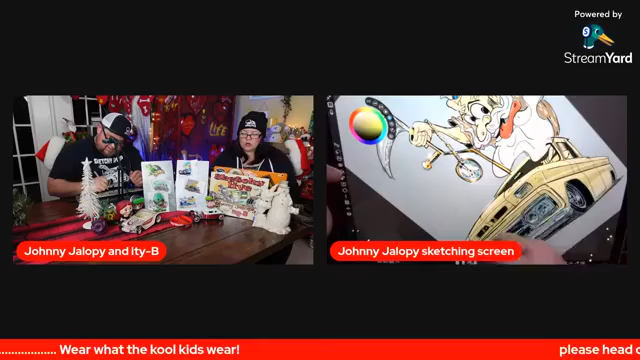 Powered by
StreamYard
LIFE
Johnny Jalopy and Ity-B
Johnny Jalopy sketching screen
.................. Wear what the kool kids wear!
please head o